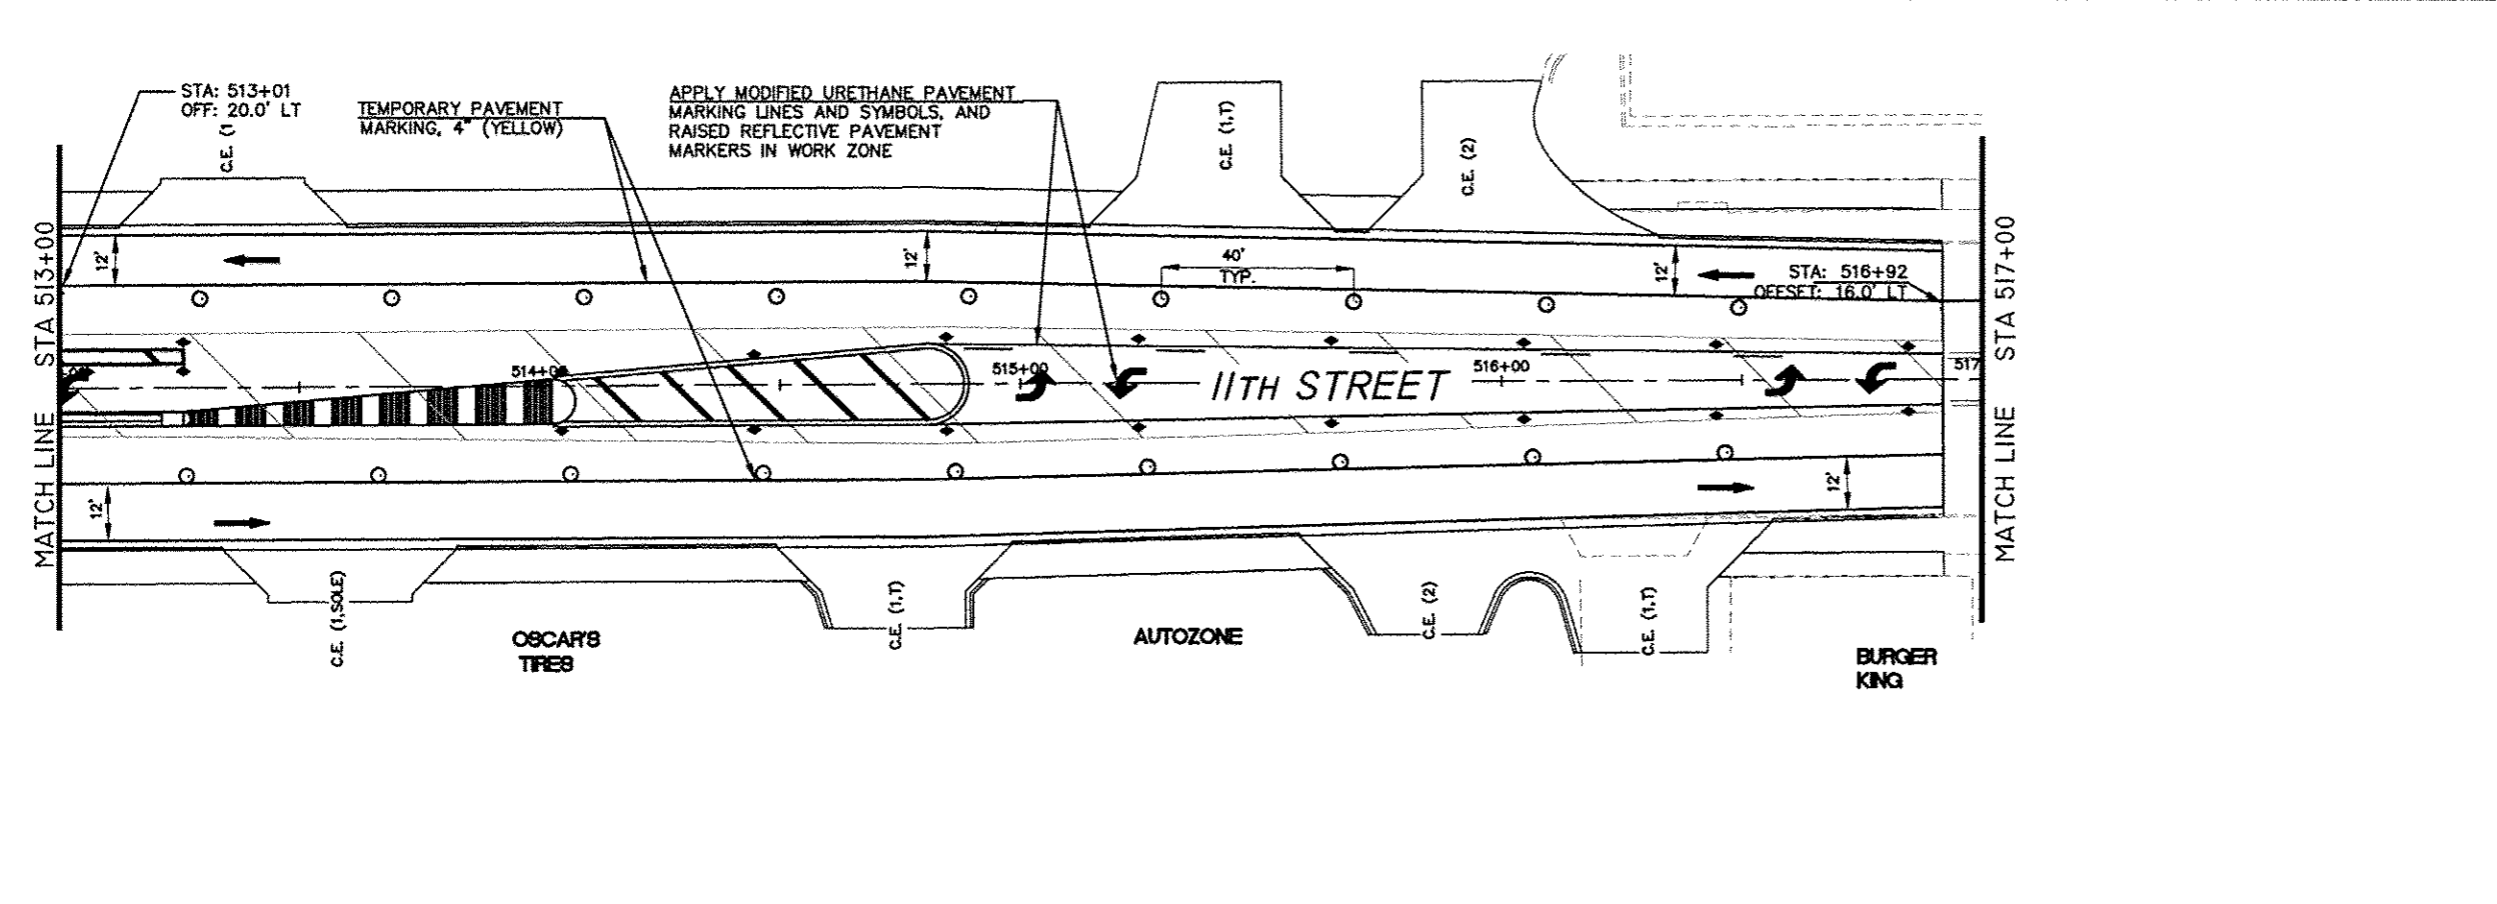 STA: 513+01
OFF: 20.0' LT
TEMPORARY PAVEMENT
MARKING, 4" (YELLOW)
APPLY MODIFIED URETHANE PAVEMENT
MARKING LINES AND SYMBOLS, AND
RAISED REFLECTIVE PAVEMENT
MARKERS IN WORK ZONE
C.E. (1
C.E. (1,T)
C.E. (2)
MATCH LINE STA 513+00
12'
12'
40'
TYP.
12'
STA: 516+92
OFFSET: 16.0' LT
MATCH LINE STA 517+00
514+00
515+00
11TH STREET
516+00
517
12'
12'
C.E. (1,SOLE)
OSCAR'S
TIRES
C.E. (1,T)
AUTOZONE
C.E. (2)
C.E. (1,T)
BURGER
KING